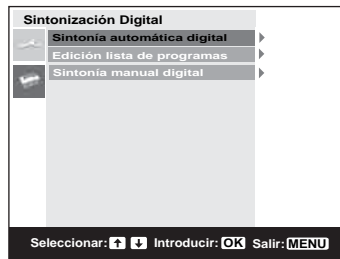 Sintonización Digital
Sintonía automática digital
Edición lista de programas
Sintonía manual digital
Seleccionar: ↑ ↓ Introducir: OK Salir: MENU